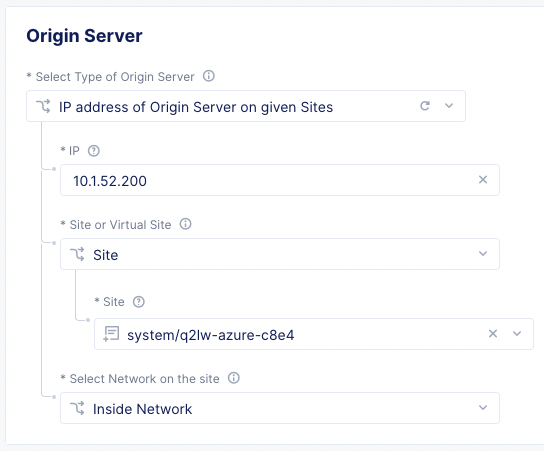 Origin Server
* Select Type of Origin Server
IP address of Origin Server on given Sites
* IP
10.1.52.200
* Site or Virtual Site
Site
* Site
system/q2lw-azure-c8e4
* Select Network on the site
Inside Network